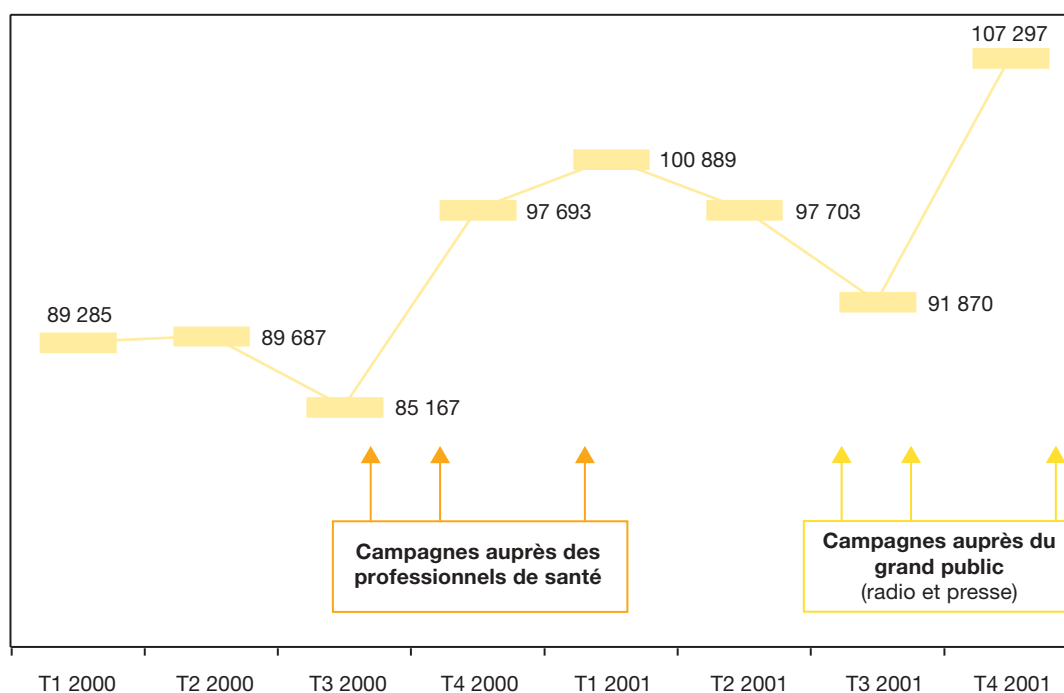 107 297
100 889
97 693
97 703
91 870
89 285
89 687
85 167
Campagnes auprès des
professionnels de santé
Campagnes auprès du
grand public
(radio et presse)
T1 2000
T2 2000
T3 2000
T4 2000
T1 2001
T2 2001
T3 2001
T4 2001